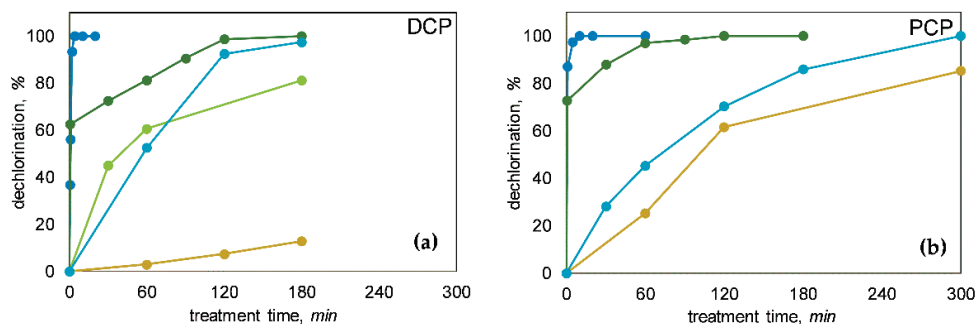 DCP
dechlorination, %
100
80
60
40
20
0
(a)
0 60 120 180 240 300
treatment time, min
PCP
dechlorination, %
100
80
60
40
20
0
(b)
0 60 120 180 240 300
treatment time, min